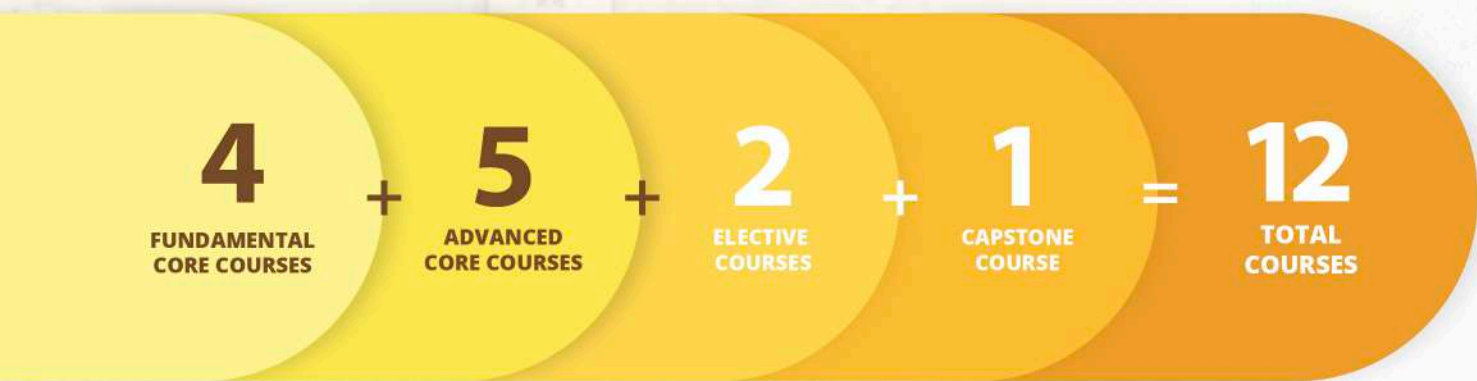 4
FUNDAMENTAL
CORE COURSES
+
5
ADVANCED
CORE COURSES
+
2
ELECTIVE
COURSES
+
1
CAPSTONE
COURSE
=
12
TOTAL
COURSES